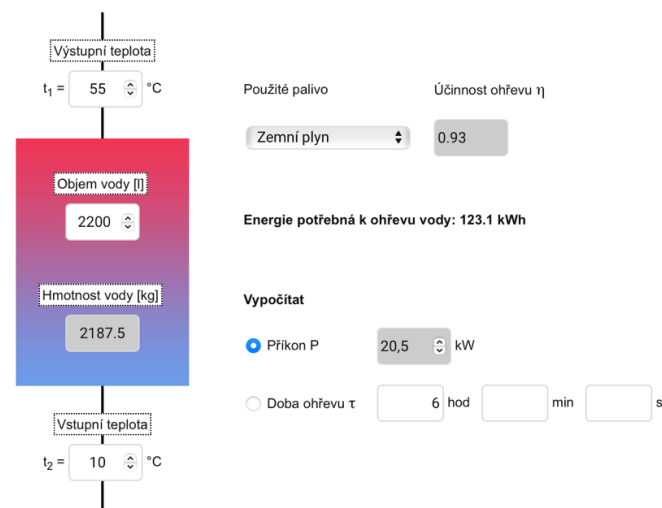 Výstupní teplota
t1 = 55 °C
Použité palivo
Účinnost ohřevu η
Zemní plyn
0.93
Objem vody [l]
2200
Energie potřebná k ohřevu vody: 123.1 kWh
Hmotnost vody [kg]
2187.5
Vypočítat
Příkon P 20,5 kW
Doba ohřevu τ 6 hod min s
Vstupní teplota
t2 = 10 °C